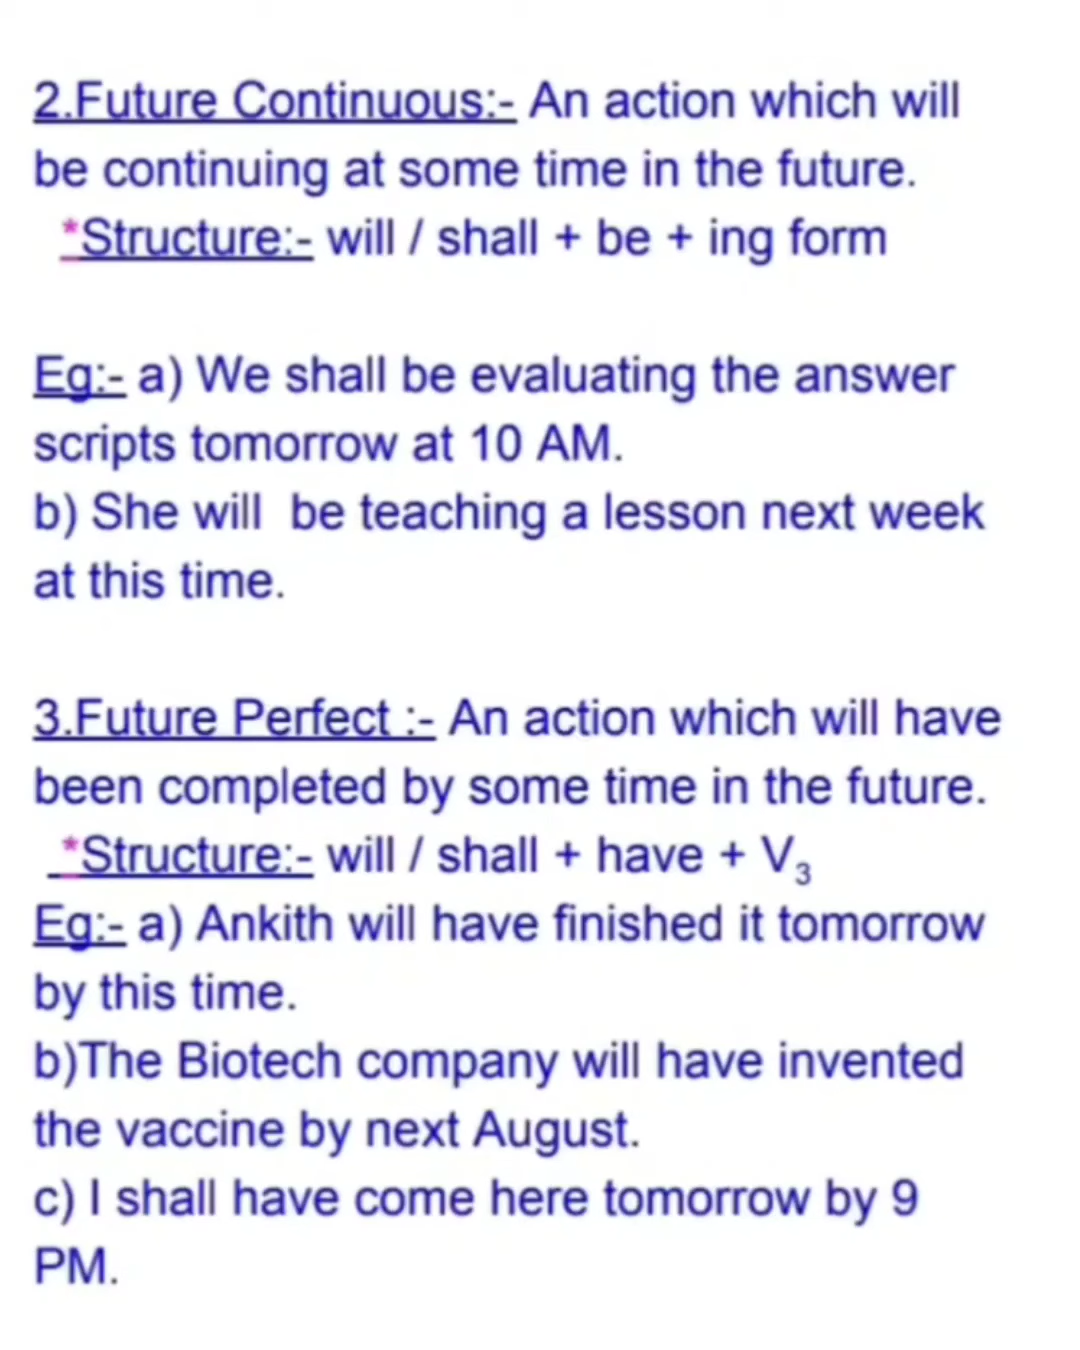 2.Future Continuous:- An action which will
be continuing at some time in the future.
*Structure:- will / shall + be + ing form
Eg:- a) We shall be evaluating the answer
scripts tomorrow at 10 AM.
b) She will  be teaching a lesson next week
at this time.
3.Future Perfect :- An action which will have
been completed by some time in the future.
*Structure:- will / shall + have + V₃
Eg:- a) Ankith will have finished it tomorrow
by this time.
b)The Biotech company will have invented
the vaccine by next August.
c) I shall have come here tomorrow by 9
PM.